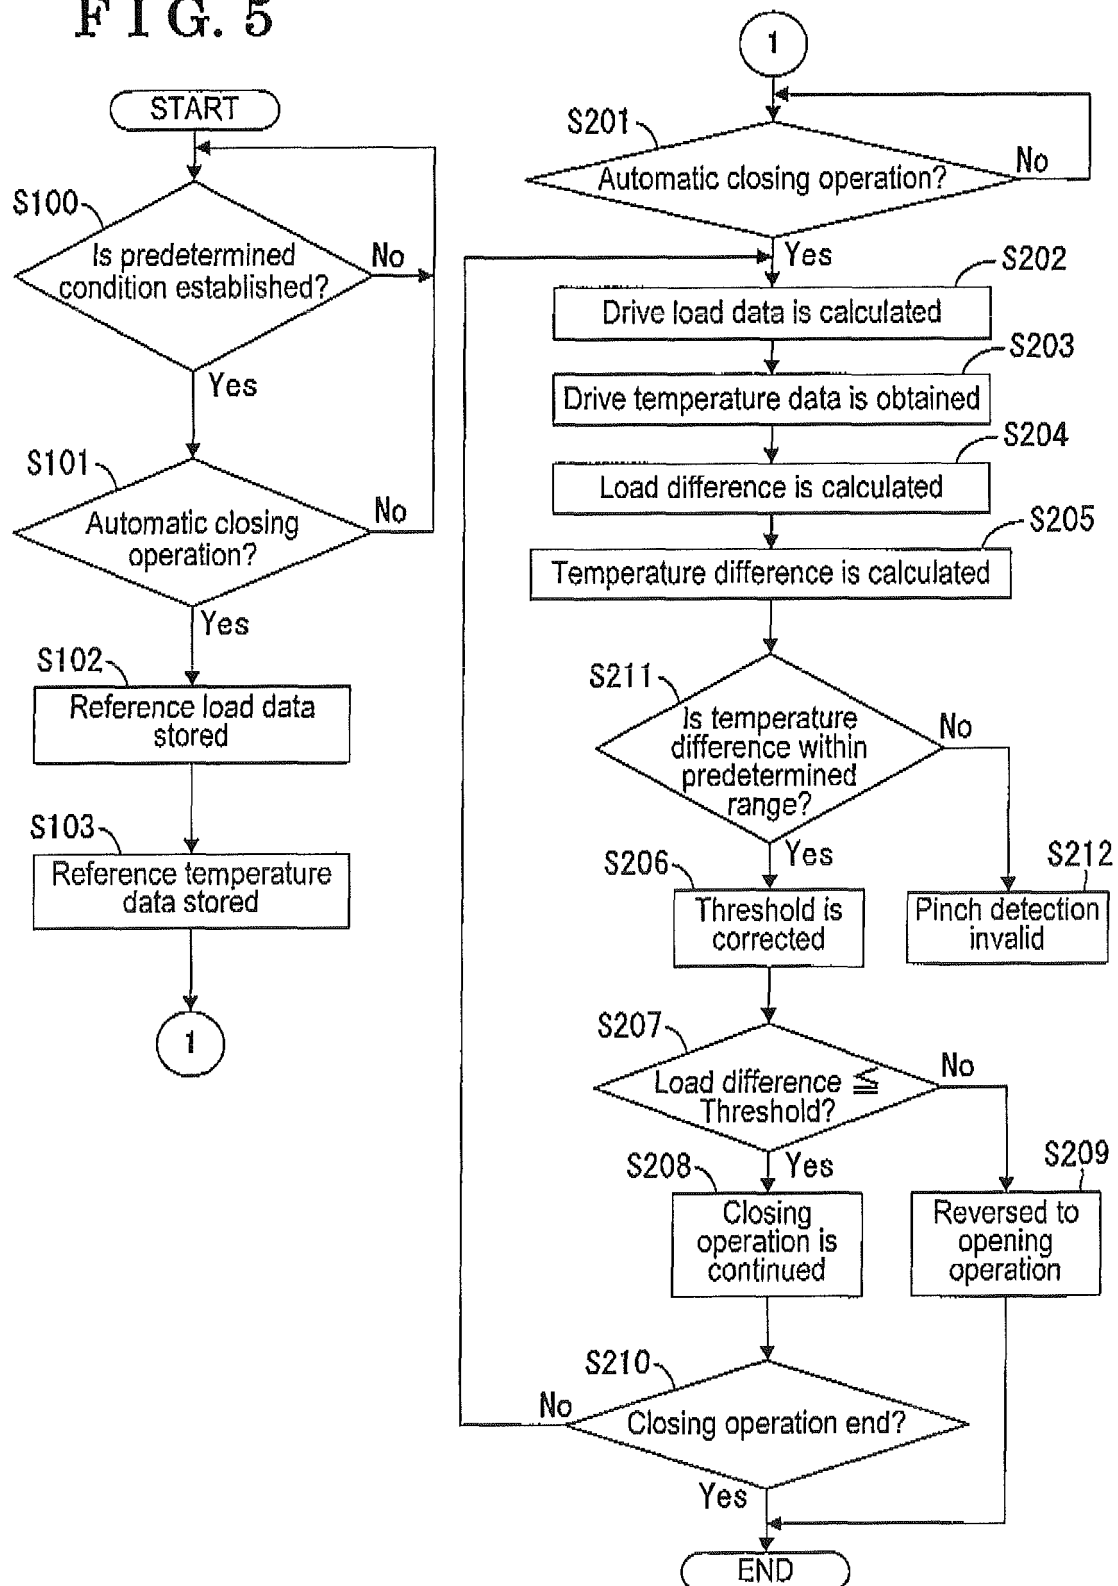 FIG. 5
START
S100
Is predetermined
condition established?
No
Yes
S101
Automatic closing
operation?
No
Yes
S102
Reference load data
stored
S103
Reference temperature
data stored
1
1
S201
Automatic closing operation?
No
Yes
S202
Drive load data is calculated
S203
Drive temperature data is obtained
S204
Load difference is calculated
S205
Temperature difference is calculated
S211
Is temperature
difference within
predetermined
range?
No
Yes
S206
Threshold is
corrected
S212
Pinch detection
invalid
S207
Load difference ≦
Threshold?
No
Yes
S208
Closing
operation is
continued
S209
Reversed to
opening
operation
S210
Closing operation end?
No
Yes
END